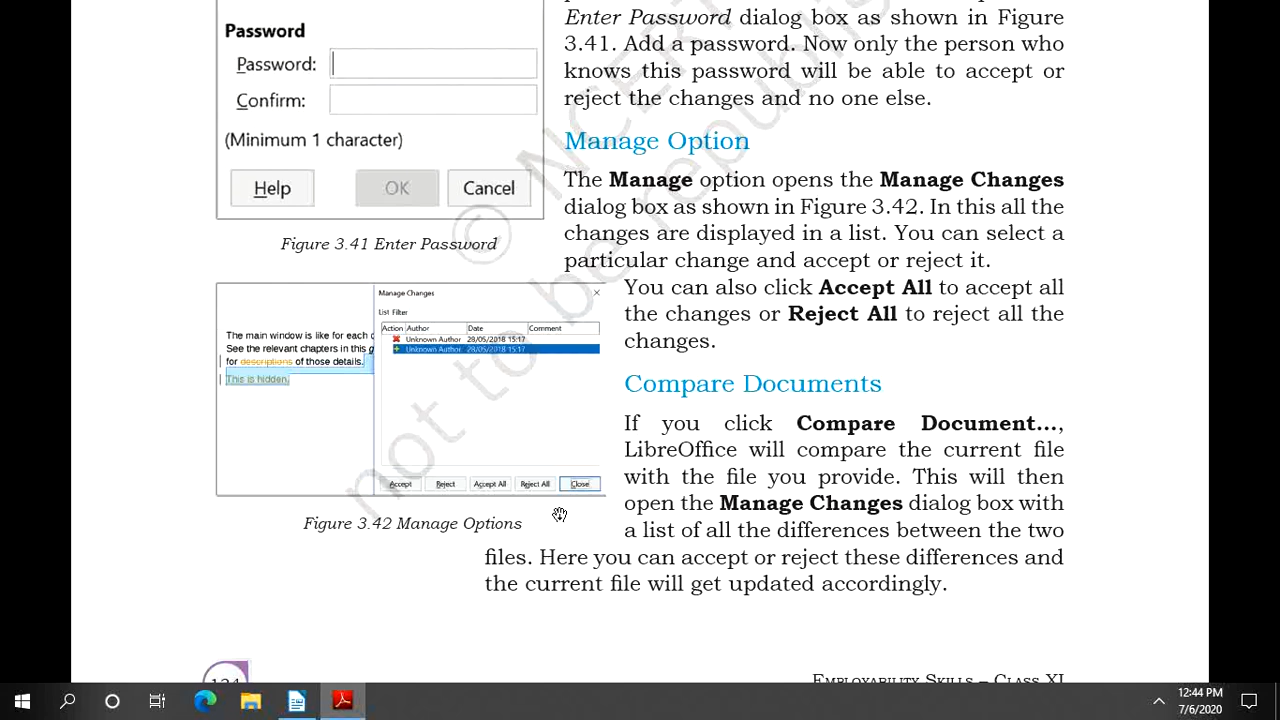 Password
Password:
Confirm:
(Minimum 1 character)
Help
OK
Cancel
Figure 3.41 Enter Password
Enter Password dialog box as shown in Figure
3.41. Add a password. Now only the person who
knows this password will be able to accept or
reject the changes and no one else.
Manage Option
The Manage option opens the Manage Changes
dialog box as shown in Figure 3.42. In this all the
changes are displayed in a list. You can select a
particular change and accept or reject it.
You can also click Accept All to accept all
the changes or Reject All to reject all the
changes.
The main window is like for each
See the relevant chapters in this
for descriptions of those details.
This is hidden.
Manage Changes
List Filter
Action Author Date Comment
Unknown Author 28/05/2018 15:17
Unknown Author 28/05/2018 15:17
Accept Reject Accept All Reject All Close
Figure 3.42 Manage Options
Compare Documents
If you click Compare Document...,
LibreOffice will compare the current file
with the file you provide. This will then
open the Manage Changes dialog box with
a list of all the differences between the two
files. Here you can accept or reject these differences and
the current file will get updated accordingly.
© NCERT
not to be republi
Employability Skills – Class XI
12:44 PM
7/6/2020